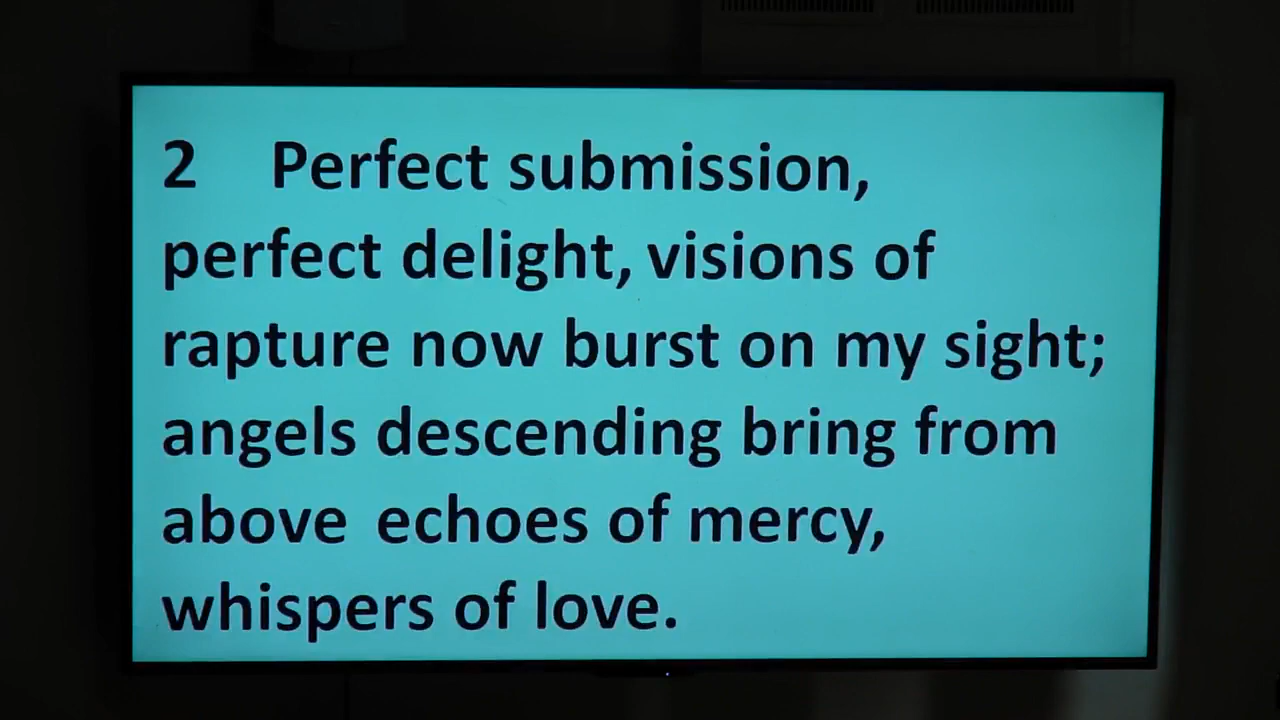 2 Perfect submission,
perfect delight, visions of
rapture now burst on my sight;
angels descending bring from
above echoes of mercy,
whispers of love.